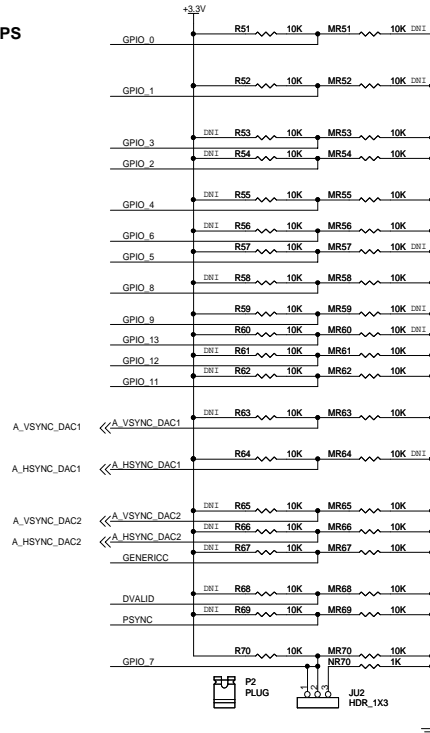 +3.3V
PS
R51 10K MR51 10K DNI
GPIO_0
R52 10K MR52 10K DNI
GPIO_1
DNI R53 10K MR53 10K
GPIO_3
DNI R54 10K MR54 10K
GPIO_2
DNI R55 10K MR55 10K
GPIO_4
DNI R56 10K MR56 10K
GPIO_6
R57 10K MR57 10K DNI
GPIO_5
DNI R58 10K MR58 10K
GPIO_8
R59 10K MR59 10K DNI
GPIO_9
R60 10K MR60 10K DNI
GPIO_13
DNI R61 10K MR61 10K
GPIO_12
DNI R62 10K MR62 10K
GPIO_11
DNI R63 10K MR63 10K
A_VSYNC_DAC1 A_VSYNC_DAC1
R64 10K MR64 10K DNI
A_HSYNC_DAC1 A_HSYNC_DAC1
DNI R65 10K MR65 10K
A_VSYNC_DAC2 A_VSYNC_DAC2
DNI R66 10K MR66 10K
A_HSYNC_DAC2 A_HSYNC_DAC2
DNI R67 10K MR67 10K
GENERICC
DNI R68 10K MR68 10K
DVALID
DNI R69 10K MR69 10K
PSYNC
R70 10K MR70 10K
GPIO_7 NR70 1K
1 2 3
P2
PLUG
JU2
HDR_1X3